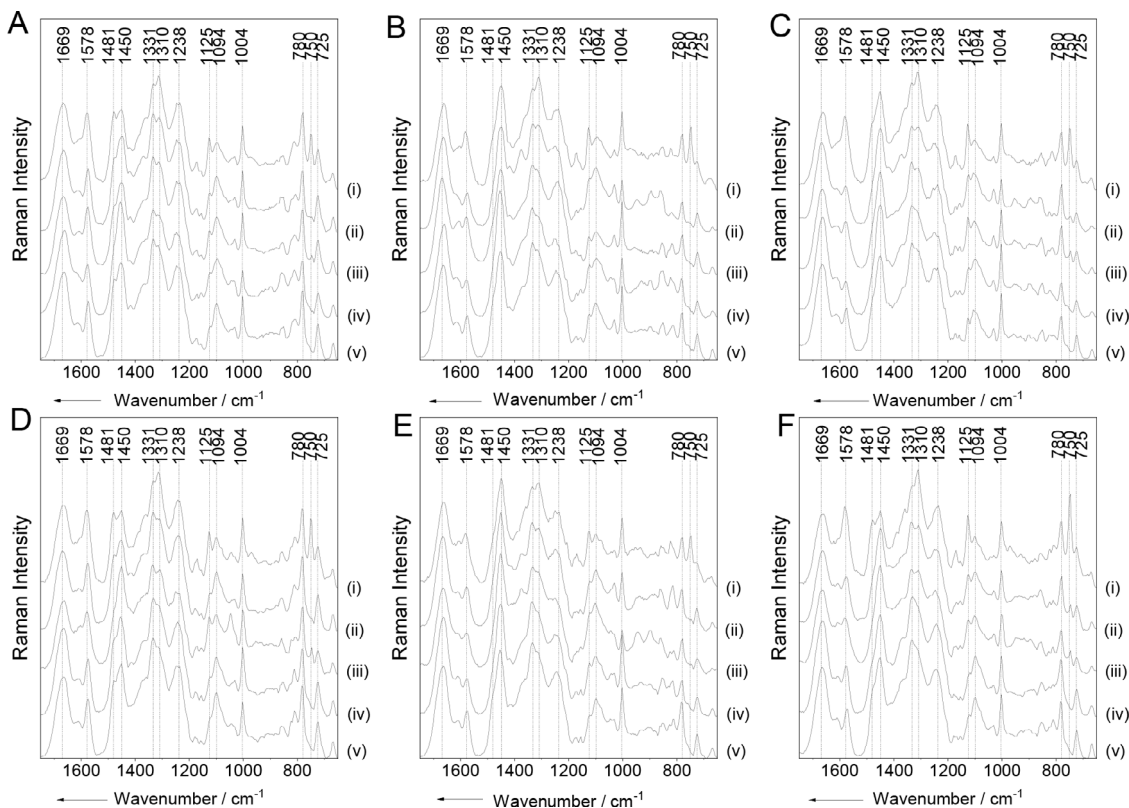 A
1669 1578 1481 1450 1331 1310 1238 1125 1094 1004 780 750 725
Raman Intensity
(i)
(ii)
(iii)
(iv)
(v)
1600 1400 1200 1000 800
Wavenumber / cm⁻¹
B
1669 1578 1481 1450 1331 1310 1238 1125 1094 1004 780 750 725
Raman Intensity
(i)
(ii)
(iii)
(iv)
(v)
1600 1400 1200 1000 800
Wavenumber / cm⁻¹
C
1669 1578 1481 1450 1331 1310 1238 1125 1094 1004 780 750 725
Raman Intensity
(i)
(ii)
(iii)
(iv)
(v)
1600 1400 1200 1000 800
Wavenumber / cm⁻¹
D
1669 1578 1481 1450 1331 1310 1238 1125 1094 1004 780 750 725
Raman Intensity
(i)
(ii)
(iii)
(iv)
(v)
1600 1400 1200 1000 800
Wavenumber / cm⁻¹
E
1669 1578 1481 1450 1331 1310 1238 1125 1094 1004 780 750 725
Raman Intensity
(i)
(ii)
(iii)
(iv)
(v)
1600 1400 1200 1000 800
Wavenumber / cm⁻¹
F
1669 1578 1481 1450 1331 1310 1238 1125 1094 1004 780 750 725
Raman Intensity
(i)
(ii)
(iii)
(iv)
(v)
1600 1400 1200 1000 800
Wavenumber / cm⁻¹